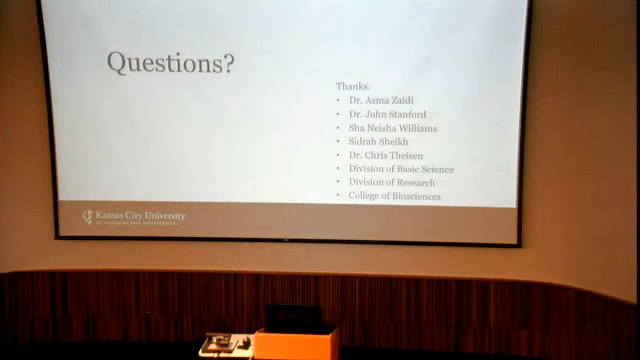 Questions?
Thanks:
• Dr. Asma Zaidi
• Dr. John Stanford
• Sha Neisha Williams
• Sidrah Sheikh
• Dr. Chris Theisen
• Division of Basic Science
• Division of Research
• College of Biosciences
Kansas City University